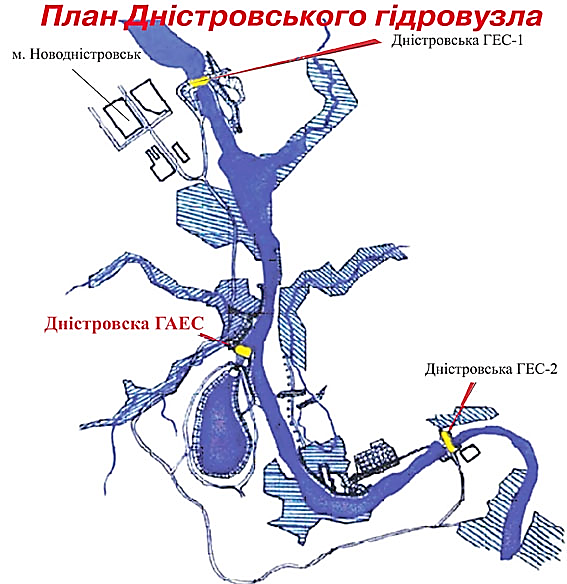 План Дністровського гідровузла
Дністровська ГЕС-1
м. Новодністровськ
Дністровска ГАЕС
Дністровська ГЕС-2